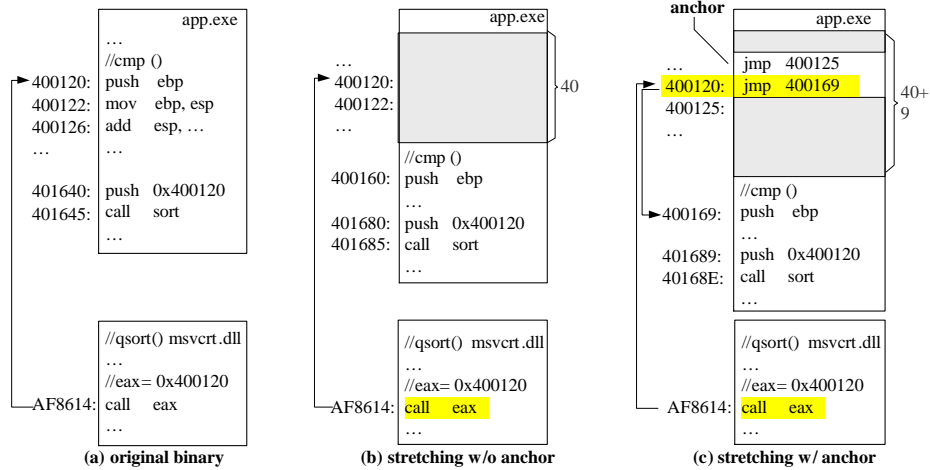 app.exe
…
//cmp ()
400120: push ebp
400122: mov ebp, esp
400126: add esp, …
… …
401640: push 0x400120
401645: call sort
…
//qsort() msvcrt.dll
…
//eax= 0x400120
AF8614: call eax
…
(a) original binary
app.exe
…
400120:
400122:
…
40
//cmp ()
400160: push ebp
…
401680: push 0x400120
401685: call sort
…
//qsort() msvcrt.dll
…
//eax= 0x400120
AF8614: call eax
…
(b) stretching w/o anchor
anchor
app.exe
… jmp 400125
400120: jmp 400169
400125:
…
40+
9
//cmp ()
400169: push ebp
…
401689: push 0x400120
40168E: call sort
…
//qsort() msvcrt.dll
…
//eax= 0x400120
AF8614: call eax
…
(c) stretching w/ anchor